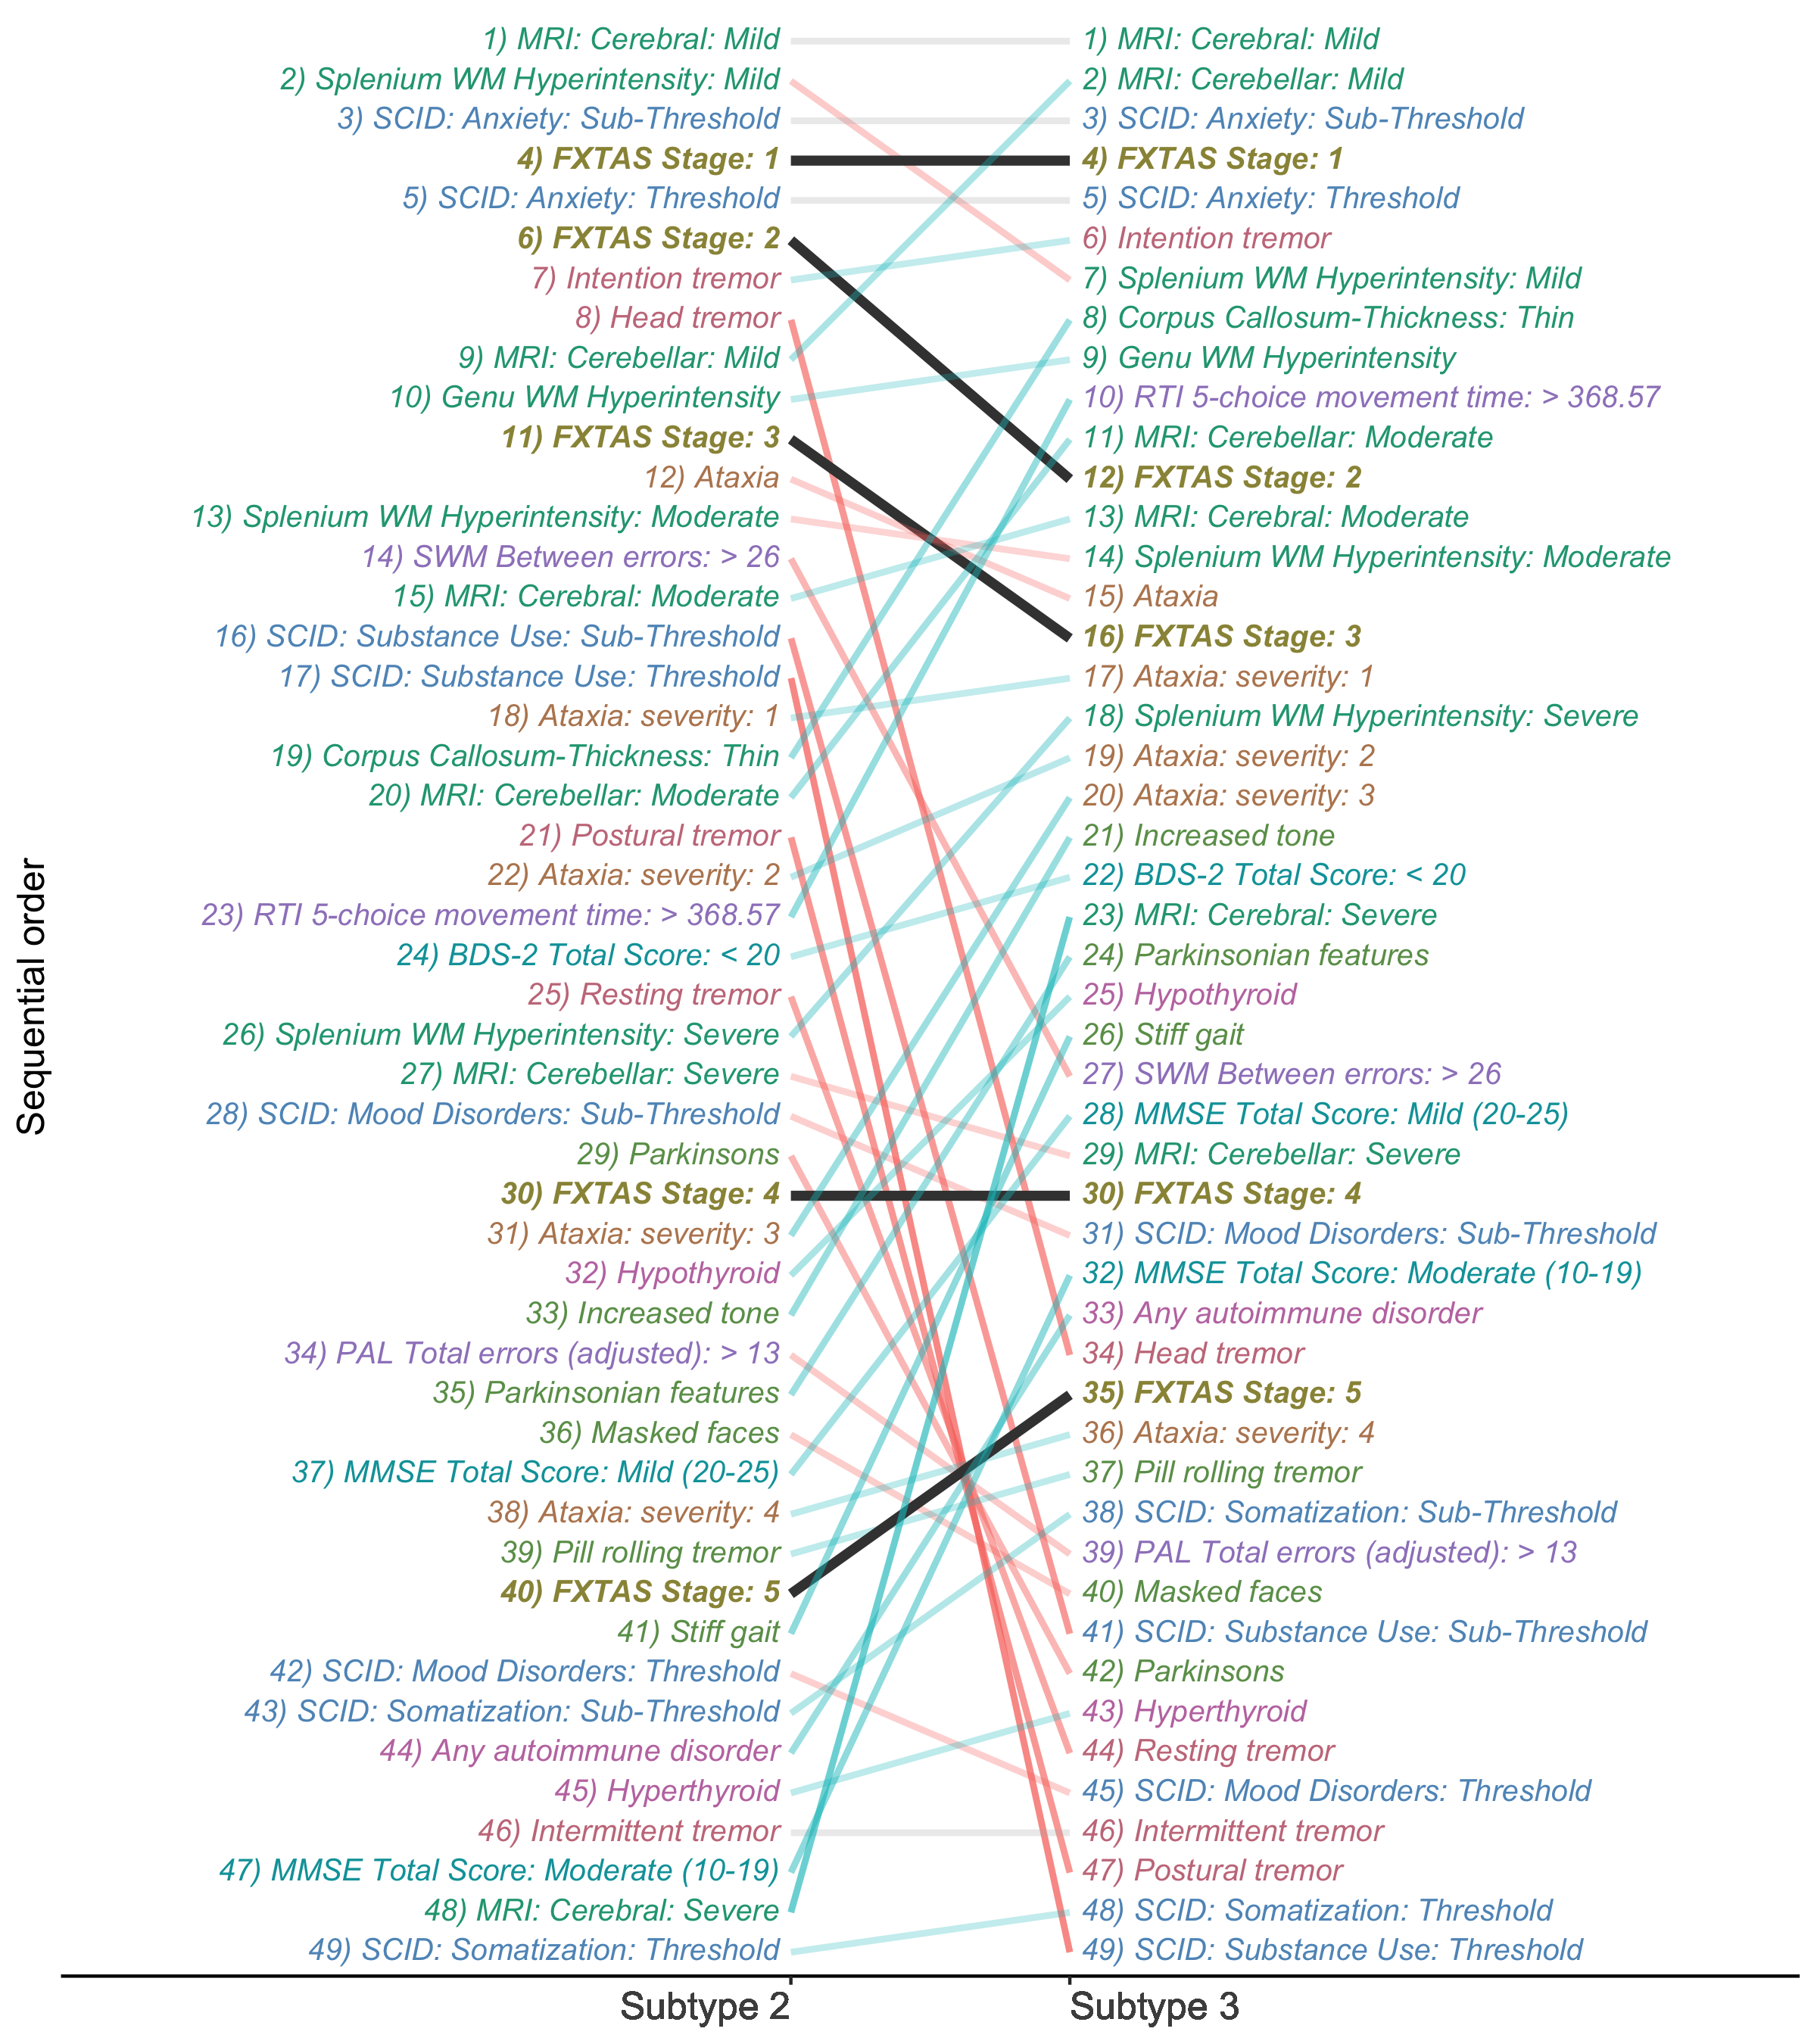 1) MRI: Cerebral: Mild
2) Splenium WM Hyperintensity: Mild
3) SCID: Anxiety: Sub-Threshold
4) FXTAS Stage: 1
5) SCID: Anxiety: Threshold
6) FXTAS Stage: 2
7) Intention tremor
8) Head tremor
9) MRI: Cerebellar: Mild
10) Genu WM Hyperintensity
11) FXTAS Stage: 3
12) Ataxia
13) Splenium WM Hyperintensity: Moderate
14) SWM Between errors: > 26
15) MRI: Cerebral: Moderate
16) SCID: Substance Use: Sub-Threshold
17) SCID: Substance Use: Threshold
18) Ataxia: severity: 1
19) Corpus Callosum-Thickness: Thin
20) MRI: Cerebellar: Moderate
21) Postural tremor
22) Ataxia: severity: 2
23) RTI 5-choice movement time: > 368.57
24) BDS-2 Total Score: < 20
25) Resting tremor
26) Splenium WM Hyperintensity: Severe
27) MRI: Cerebellar: Severe
28) SCID: Mood Disorders: Sub-Threshold
29) Parkinsons
30) FXTAS Stage: 4
31) Ataxia: severity: 3
32) Hypothyroid
33) Increased tone
34) PAL Total errors (adjusted): > 13
35) Parkinsonian features
36) Masked faces
37) MMSE Total Score: Mild (20-25)
38) Ataxia: severity: 4
39) Pill rolling tremor
40) FXTAS Stage: 5
41) Stiff gait
42) SCID: Mood Disorders: Threshold
43) SCID: Somatization: Sub-Threshold
44) Any autoimmune disorder
45) Hyperthyroid
46) Intermittent tremor
47) MMSE Total Score: Moderate (10-19)
48) MRI: Cerebral: Severe
49) SCID: Somatization: Threshold
1) MRI: Cerebral: Mild
2) MRI: Cerebellar: Mild
3) SCID: Anxiety: Sub-Threshold
4) FXTAS Stage: 1
5) SCID: Anxiety: Threshold
6) Intention tremor
7) Splenium WM Hyperintensity: Mild
8) Corpus Callosum-Thickness: Thin
9) Genu WM Hyperintensity
10) RTI 5-choice movement time: > 368.57
11) MRI: Cerebellar: Moderate
12) FXTAS Stage: 2
13) MRI: Cerebral: Moderate
14) Splenium WM Hyperintensity: Moderate
15) Ataxia
16) FXTAS Stage: 3
17) Ataxia: severity: 1
18) Splenium WM Hyperintensity: Severe
19) Ataxia: severity: 2
20) Ataxia: severity: 3
21) Increased tone
22) BDS-2 Total Score: < 20
23) MRI: Cerebral: Severe
24) Parkinsonian features
25) Hypothyroid
26) Stiff gait
27) SWM Between errors: > 26
28) MMSE Total Score: Mild (20-25)
29) MRI: Cerebellar: Severe
30) FXTAS Stage: 4
31) SCID: Mood Disorders: Sub-Threshold
32) MMSE Total Score: Moderate (10-19)
33) Any autoimmune disorder
34) Head tremor
35) FXTAS Stage: 5
36) Ataxia: severity: 4
37) Pill rolling tremor
38) SCID: Somatization: Sub-Threshold
39) PAL Total errors (adjusted): > 13
40) Masked faces
41) SCID: Substance Use: Sub-Threshold
42) Parkinsons
43) Hyperthyroid
44) Resting tremor
45) SCID: Mood Disorders: Threshold
46) Intermittent tremor
47) Postural tremor
48) SCID: Somatization: Threshold
49) SCID: Substance Use: Threshold
Sequential order
Subtype 2
Subtype 3